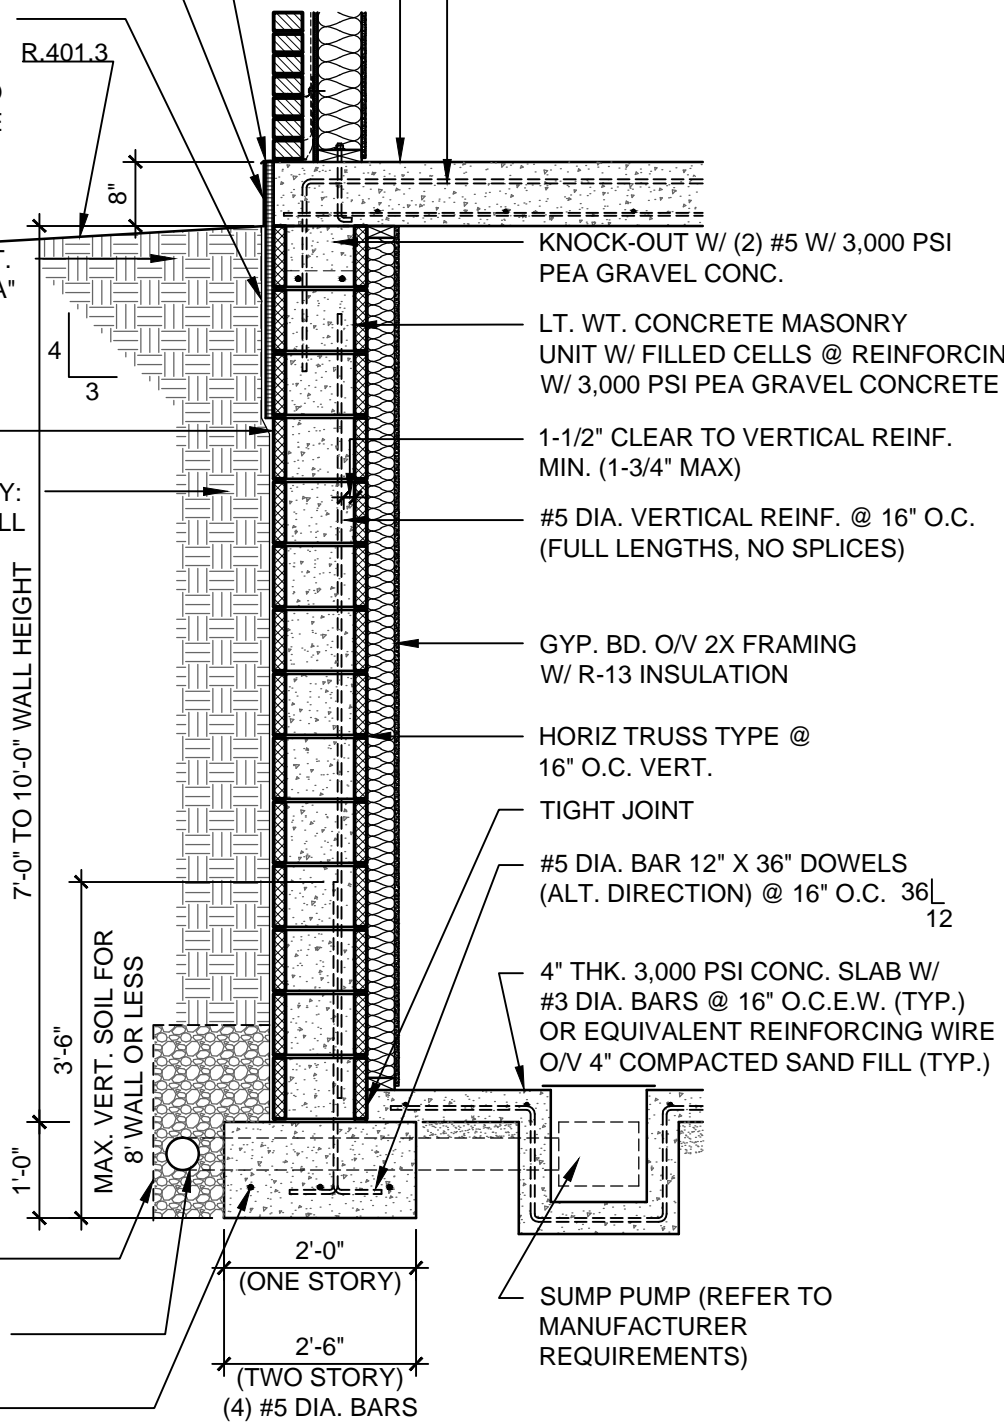 R.401.3
8"
4
3
KNOCK-OUT W/ (2) #5 W/ 3,000 PSI
PEA GRAVEL CONC.
LT. WT. CONCRETE MASONRY
UNIT W/ FILLED CELLS @ REINFORCIN
W/ 3,000 PSI PEA GRAVEL CONCRETE
1-1/2" CLEAR TO VERTICAL REINF.
MIN. (1-3/4" MAX)
#5 DIA. VERTICAL REINF. @ 16" O.C.
(FULL LENGTHS, NO SPLICES)
GYP. BD. O/V 2X FRAMING
W/ R-13 INSULATION
HORIZ TRUSS TYPE @
16" O.C. VERT.
TIGHT JOINT
#5 DIA. BAR 12" X 36" DOWELS
(ALT. DIRECTION) @ 16" O.C. 36
12
4" THK. 3,000 PSI CONC. SLAB W/
#3 DIA. BARS @ 16" O.C.E.W. (TYP.)
OR EQUIVALENT REINFORCING WIRE
O/V 4" COMPACTED SAND FILL (TYP.)
SUMP PUMP (REFER TO
MANUFACTURER
REQUIREMENTS)
T.
A"
Y:
LL
7'-0" TO 10'-0" WALL HEIGHT
3'-6"
MAX. VERT. SOIL FOR
8' WALL OR LESS
1'-0"
2'-0"
(ONE STORY)
2'-6"
(TWO STORY)
(4) #5 DIA. BARS